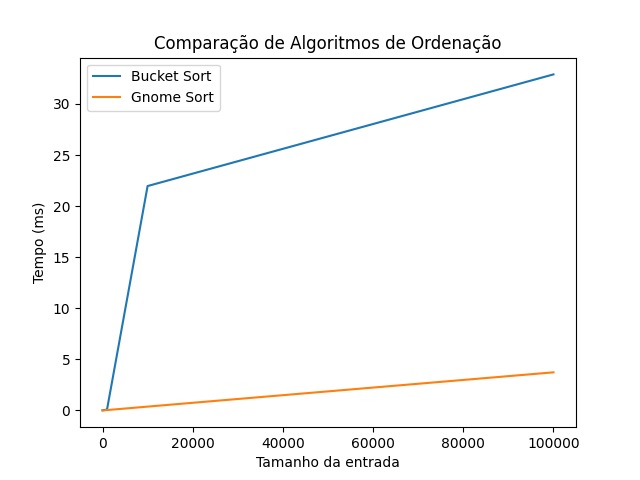 Comparação de Algoritmos de Ordenação
Bucket Sort
Gnome Sort
Tempo (ms)
30
25
20
15
10
5
0
0 20000 40000 60000 80000 100000
Tamanho da entrada